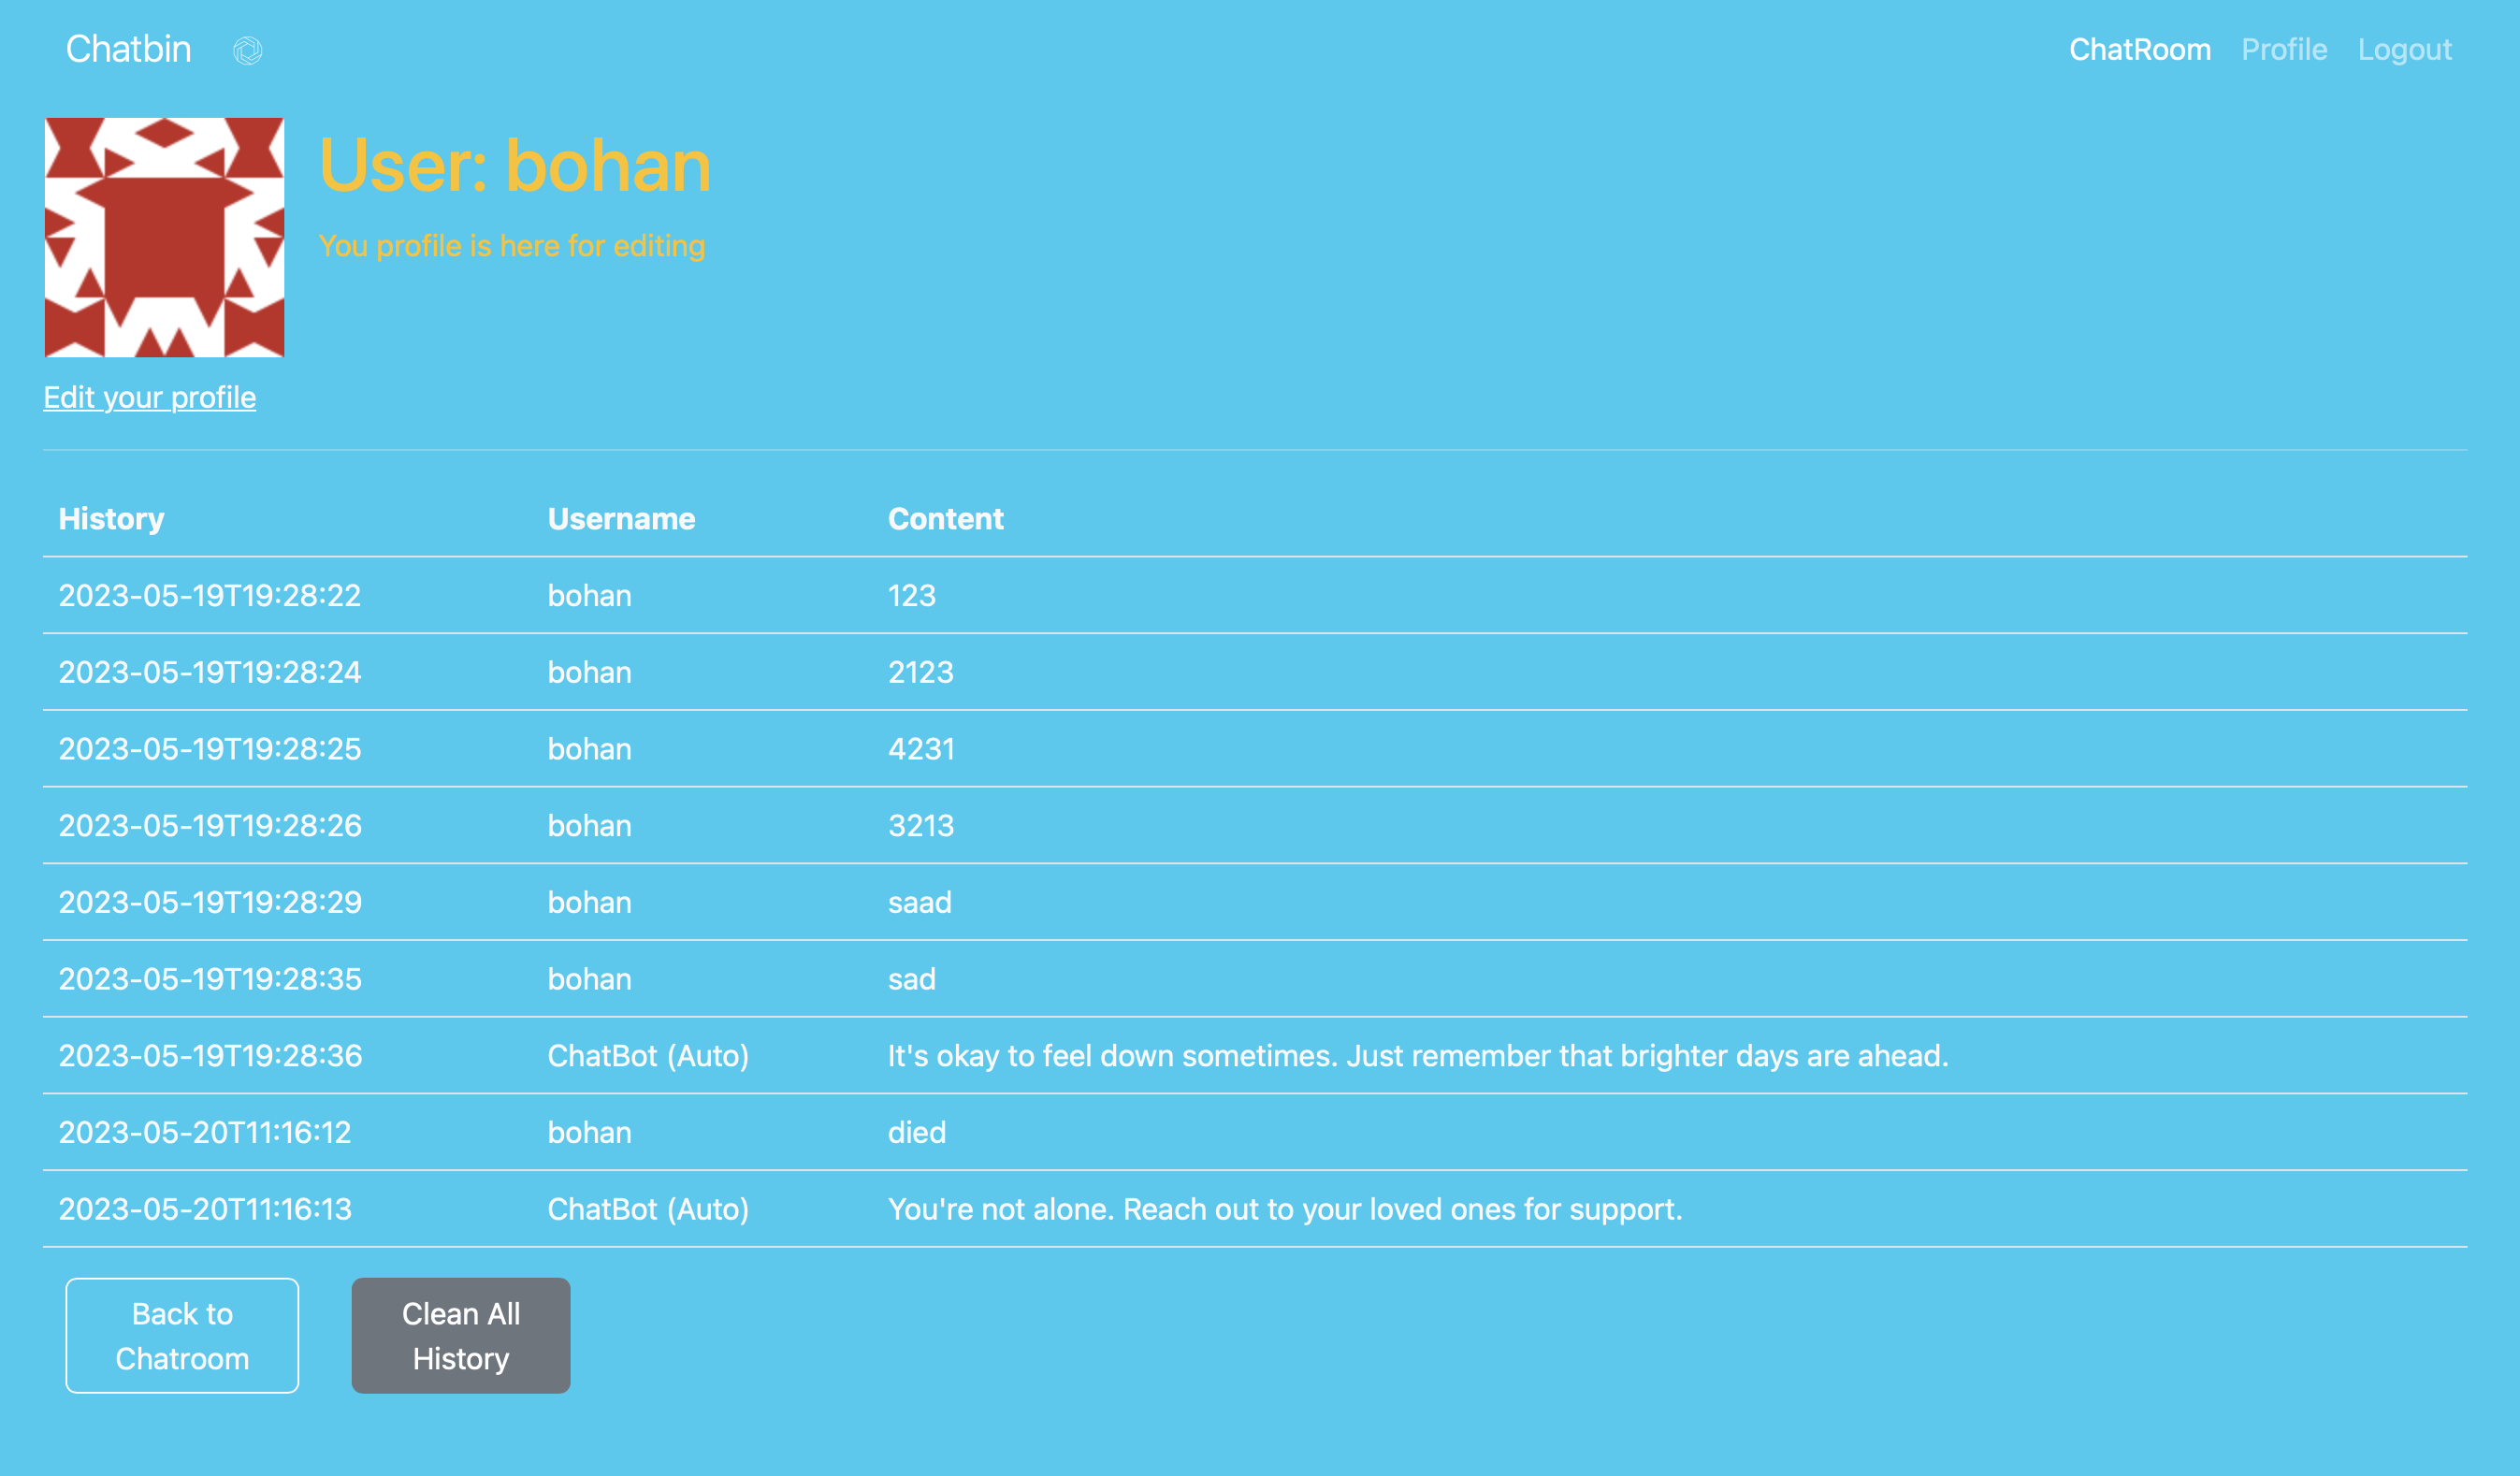 Chatbin ChatRoom Profile Logout
User: bohan
You profile is here for editing
Edit your profile
History Username Content
2023-05-19T19:28:22 bohan 123
2023-05-19T19:28:24 bohan 2123
2023-05-19T19:28:25 bohan 4231
2023-05-19T19:28:26 bohan 3213
2023-05-19T19:28:29 bohan saad
2023-05-19T19:28:35 bohan sad
2023-05-19T19:28:36 ChatBot (Auto) It's okay to feel down sometimes. Just remember that brighter days are ahead.
2023-05-20T11:16:12 bohan died
2023-05-20T11:16:13 ChatBot (Auto) You're not alone. Reach out to your loved ones for support.
Back to
Chatroom
Clean All
History